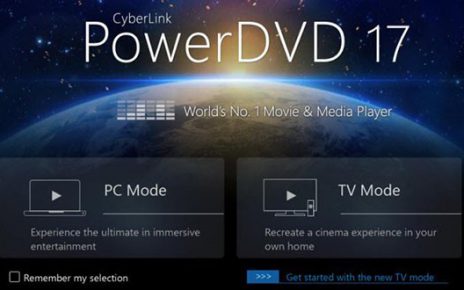 CyberLink
PowerDVD 17
World's No. 1 Movie & Media Player
PC Mode
Experience the ultimate in immersive
entertainment
TV Mode
Recreate a cinema experience in your
own home
Remember my selection
>>> Get started with the new TV mode